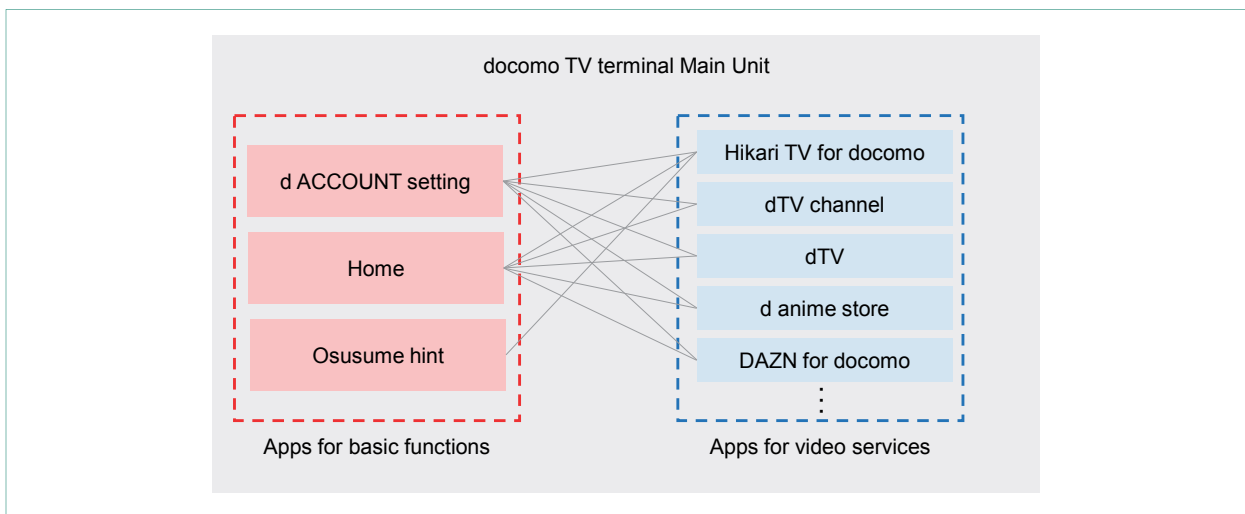 docomo TV terminal Main Unit
d ACCOUNT setting
Home
Osusume hint
Apps for basic functions
Hikari TV for docomo
dTV channel
dTV
d anime store
DAZN for docomo
Apps for video services